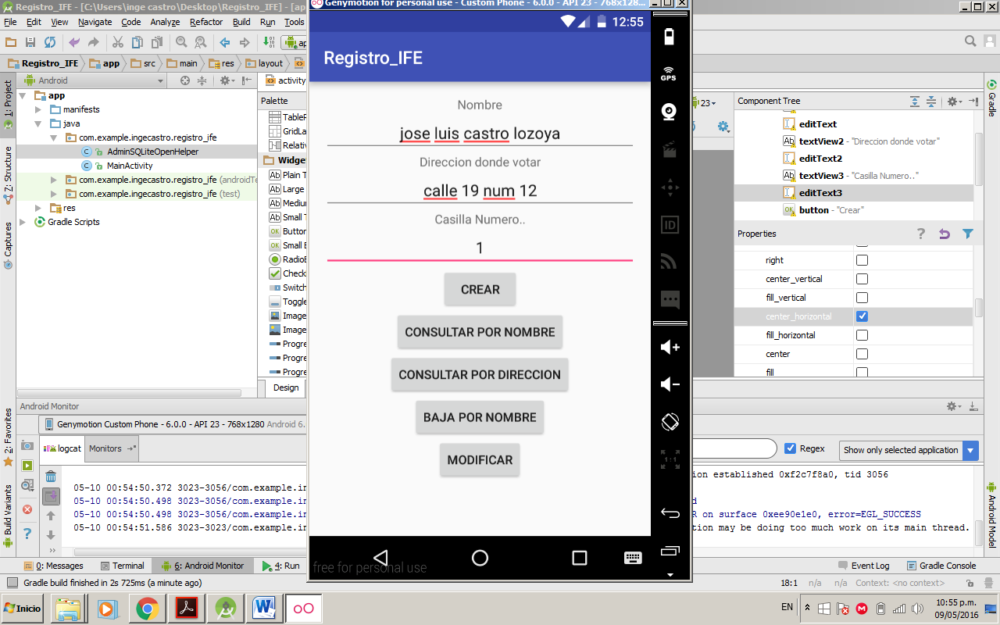 Registro_IFE - [C:\Users\inge castro\Desktop\Registro_IFE] - [ap
Genymotion for personal use - Custom Phone - 6.0.0 - API 23 - 768x128...
File Edit View Navigate Code Analyze Refactor Build Run Tools
Registro_IFE app src main res layout
Android
activity
1: Project
Z: Structure
Captures
2: Favorites
Build Variants
app
manifests
java
com.example.ingecastro.registro_ife
AdminSQLiteOpenHelper
MainActivity
com.example.ingecastro.registro_ife (androidTe
com.example.ingecastro.registro_ife (test)
res
Gradle Scripts
Palette
TableR
GridLa
Relativ
Widget
Plain T
Large
Medium
Small T
Button
Small B
RadioB
Check
Switch
Toggle
Image
Image
Progre
Progre
Progre
Design
12:55
Registro_IFE
Nombre
jose luis castro lozoya
Direccion donde votar
calle 19 num 12
Casilla Numero..
1
CREAR
CONSULTAR POR NOMBRE
CONSULTAR POR DIRECCION
BAJA POR NOMBRE
MODIFICAR
free for personal use
GPS
ID
1:1
23
Component Tree
editText
textView2 - "Direccion donde votar"
editText2
textView3 - "Casilla Numero.."
editText3
button - "Crear"
Properties
right
center_vertical
fill_vertical
center_horizontal
fill_horizontal
center
fill
Gradle
Android Model
Android Monitor
Genymotion Custom Phone - 6.0.0 - API 23 - 768x1280 Android 6.
logcat Monitors
Regex
Show only selected application
ion established 0xf2c7f8a0, tid 3056
05-10 00:54:50.372 3023-3056/com.example.in
05-10 00:54:50.498 3023-3056/com.example.in
d
05-10 00:54:50.498 3023-3056/com.example.in
R on surface 0xee90e1e0, error=EGL_SUCCESS
05-10 00:54:51.586 3023-3023/com.example.in
tion may be doing too much work on its main thread.
0: Messages Terminal 6: Android Monitor 4: Run
Event Log Gradle Console
Gradle build finished in 2s 725ms (a minute ago)
18:1 n/a n/a Context: <no context>
Inicio
EN
10:55 p.m.
09/05/2016